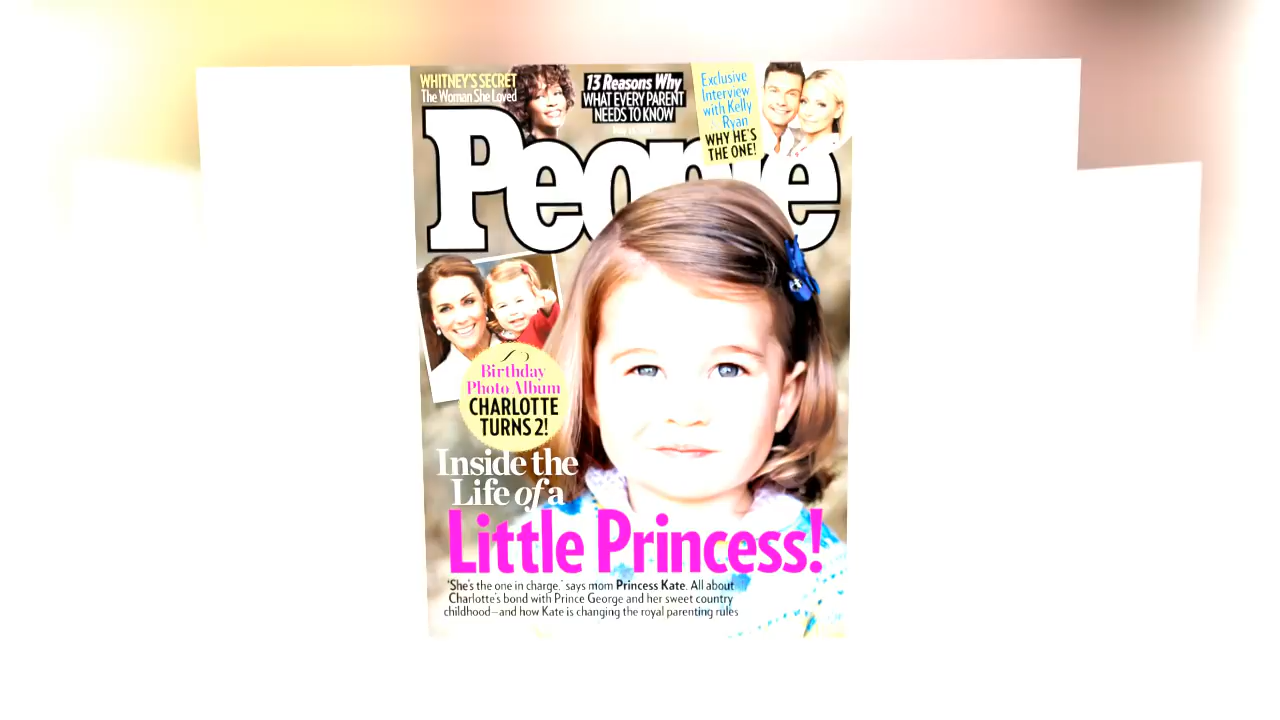 WHITNEY'S SECRET
The Woman She Loved
13 Reasons Why
WHAT EVERY PARENT
NEEDS TO KNOW
Exclusive
Interview
with Kelly
Ryan
WHY HE'S
THE ONE!
People
Birthday
Photo Album
CHARLOTTE
TURNS 2!
Inside the
Life of a
Little Princess!
'She's the one in charge,' says mom Princess Kate. All about
Charlotte's bond with Prince George and her sweet country
childhood—and how Kate is changing the royal parenting rules